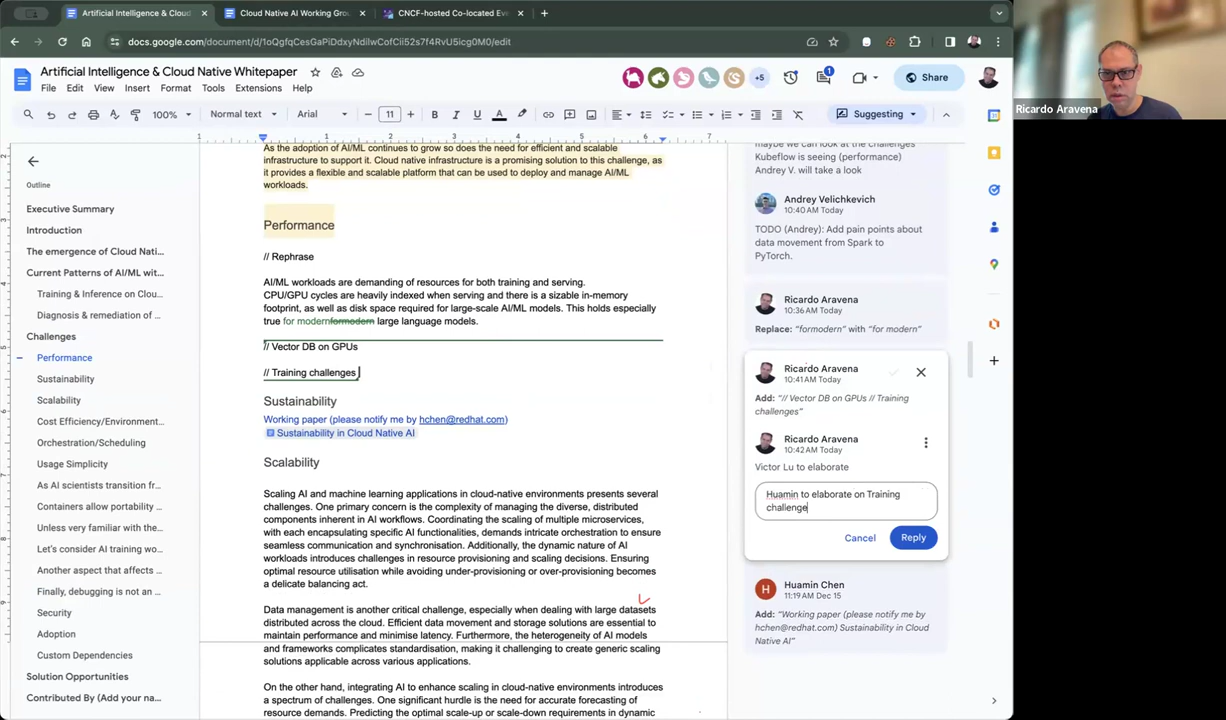 Artificial Intelligence & Cloud
Cloud Native AI Working Gro
CNCF-hosted Co-located Eve
docs.google.com/document/d/1oQgfqCesGaPiDdxyNdilwCofCii52s7f4RvU5icg0M0/edit
Artificial Intelligence & Cloud Native Whitepaper
+5
1
Share
File Edit View Insert Format Tools Extensions Help
100%
Normal text
Arial
11
Suggesting
1 1 2 3 4 5 6 7
Outline
Executive Summary
Introduction
The emergence of Cloud Nati...
Current Patterns of AI/ML wit...
Training & Inference on Clou...
Diagnosis & remediation of ...
Challenges
Performance
Sustainability
Scalability
Cost Efficiency/Environment...
Orchestration/Scheduling
Usage Simplicity
As AI scientists transition fr...
Containers allow portability ...
Unless very familiar with the...
Let's consider AI training wo...
Another aspect that affects ...
Finally, debugging is not an ...
Security
Adoption
Custom Dependencies
Solution Opportunities
Contributed By (Add your na...
2
3
4
5
6
7
8
9
As the adoption of AI/ML continues to grow so does the need for efficient and scalable
infrastructure to support it. Cloud native infrastructure is a promising solution to this challenge, as
it provides a flexible and scalable platform that can be used to deploy and manage AI/ML
workloads.
Performance
// Rephrase
AI/ML workloads are demanding of resources for both training and serving.
CPU/GPU cycles are heavily indexed when serving and there is a sizable in-memory
footprint, as well as disk space required for large-scale AI/ML models. This holds especially
true for modernformodern large language models.
// Vector DB on GPUs
// Training challenges
Sustainability
Working paper (please notify me by hchen@redhat.com)
Sustainability in Cloud Native AI
Scalability
Scaling AI and machine learning applications in cloud-native environments presents several
challenges. One primary concern is the complexity of managing the diverse, distributed
components inherent in AI workflows. Coordinating the scaling of multiple microservices,
with each encapsulating specific AI functionalities, demands intricate orchestration to ensure
seamless communication and synchronisation. Additionally, the dynamic nature of AI
workloads introduces challenges in resource provisioning and scaling decisions. Ensuring
optimal resource utilisation while avoiding under-provisioning or over-provisioning becomes
a delicate balancing act.
Data management is another critical challenge, especially when dealing with large datasets
distributed across the cloud. Efficient data movement and storage solutions are essential to
maintain performance and minimise latency. Furthermore, the heterogeneity of AI models
and frameworks complicates standardisation, making it challenging to create generic scaling
solutions applicable across various applications.
On the other hand, integrating AI to enhance scaling in cloud-native environments introduces
a spectrum of challenges. One significant hurdle is the need for accurate forecasting of
resource demands. Predicting the optimal scale-up or scale-down requirements in dynamic
maybe we can look at the challenges
Kubeflow is seeing (performance)
Andrey V. will take a look
Andrey Velichkevich
10:40 AM Today
TODO (Andrey): Add pain points about
data movement from Spark to
PyTorch.
Ricardo Aravena
10:36 AM Today
Replace: "formodern" with "for modern"
Ricardo Aravena
10:41 AM Today
Add: "// Vector DB on GPUs // Training
challenges"
Ricardo Aravena
10:42 AM Today
Victor Lu to elaborate
Huamin to elaborate on Training
challenge
Cancel
Reply
H
Huamin Chen
11:19 AM Dec 15
Add: "Working paper (please notify me by
hchen@redhat.com) Sustainability in Cloud
Native AI"
Ricardo Aravena